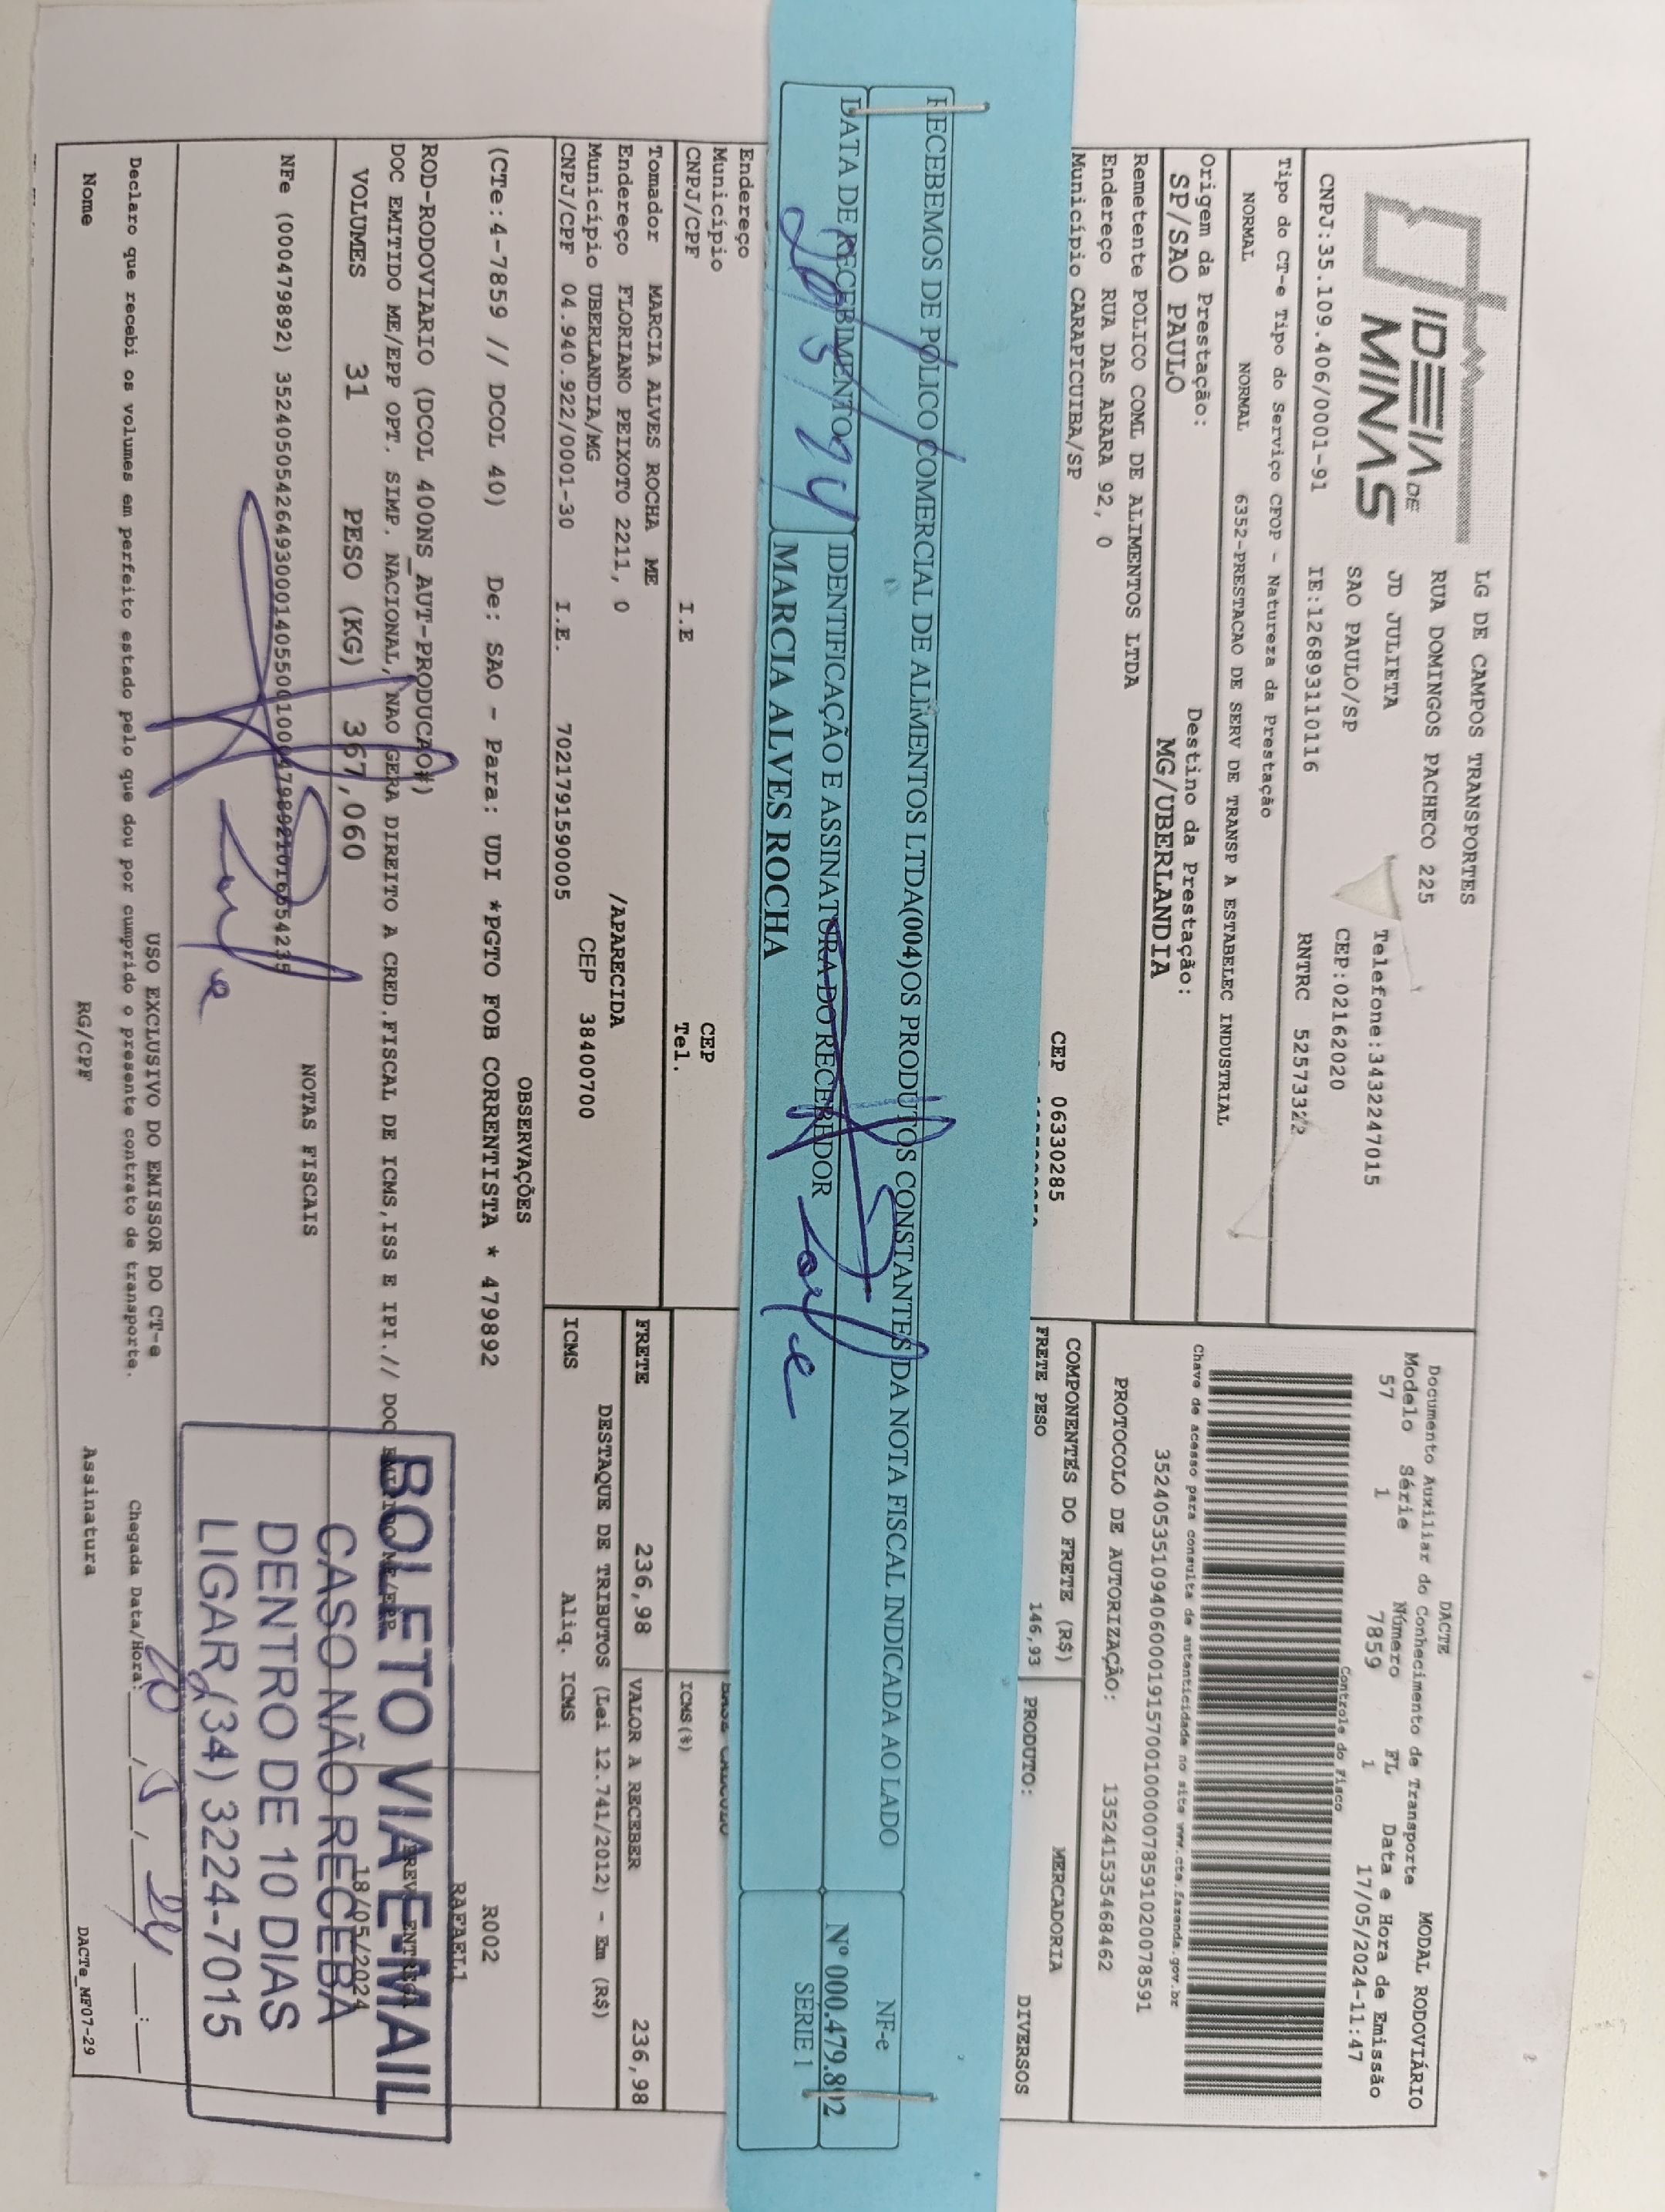 IDEIA DE
MINAS
LG DE CAMPOS TRANSPORTES
RUA DOMINGOS PACHECO 225
JD JULIETA
SAO PAULO/SP
Telefone:3432247015
CEP:02162020
CNPJ:35.109.406/0001-91 IE:126893110116 RNTRC 52573322
Tipo do CT-e Tipo do Serviço CFOP - Natureza da Prestação
NORMAL NORMAL 6352-PRESTACAO DE SERV DE TRANSP A ESTABELEC INDUSTRIAL
Origem da Prestação: Destino da Prestação:
SP/SAO PAULO MG/UBERLANDIA
Remetente POLICO COML DE ALIMENTOS LTDA
Endereço RUA DAS ARARA 92, 0
Município CARAPICUIBA/SP CEP 06330285
DACTE MODAL RODOVIÁRIO
Documento Auxiliar do Conhecimento de Transporte
Modelo Série Número FL Data e Hora de Emissão
57 1 7859 1 17/05/2024-11:47
Controle do Fisco
Chave de acesso para consulta de autenticidade no site www.cte.fazenda.gov.br
35240535109406000191570010000078591020078591
PROTOCOLO DE AUTORIZAÇÃO: 135241535468462
COMPONENTES DO FRETE (R$) MERCADORIA
FRETE PESO 146,93 PRODUTO: DIVERSOS
RECEBEMOS DE POLICO COMERCIAL DE ALIMENTOS LTDA(004)OS PRODUTOS CONSTANTES DA NOTA FISCAL INDICADA AO LADO
NF-e
DATA DE RECEBIMENTO IDENTIFICAÇÃO E ASSINATURA DO RECEBEDOR
Nº 000.479.892
SÉRIE 1
20/5/24
MARCIA ALVES ROCHA
Endereço
Município CEP
CNPJ/CPF I.E Tel.
ICMS(%)
Tomador MARCIA ALVES ROCHA ME
Endereço FLORIANO PEIXOTO 2211, 0 /APARECIDA
Município UBERLANDIA/MG CEP 38400700
CNPJ/CPF 04.940.922/0001-30 I.E. 7021791590005
FRETE 236,98 VALOR A RECEBER 236,98
DESTAQUE DE TRIBUTOS (Lei 12.741/2012) - Em (R$)
ICMS Aliq. ICMS
OBSERVAÇÕES
(CTe:4-7859 // DCOL 40) De: SAO - Para: UDI *PGTO FOB CORRENTISTA * 479892
R002
RAFAEL1
ROD-RODOVIARIO (DCOL 400NS_AUT-PRODUCAO#)
DOC EMITIDO ME/EPP OPT. SIMP. NACIONAL, NAO GERA DIREITO A CRED.FISCAL DE ICMS,ISS E IPI.// DOC EMITIDO ME/EPP
VOLUMES 31 PESO (KG) 367,060
PREV. ENTREGA
18/05/2024
NOTAS FISCAIS
NFe (000479892) 35240505426493000140550010004798921016554235
BOLETO VIA E-MAIL
CASO NÃO RECEBA
DENTRO DE 10 DIAS
LIGAR (34) 3224-7015
USO EXCLUSIVO DO EMISSOR DO CT-e
Declaro que recebi os volumes em perfeito estado pelo que dou por cumprido o presente contrato de transporte. Chegada Data/Hora: 20/5/24 __:__
Nome RG/CPF Assinatura DACTe_MF07-29